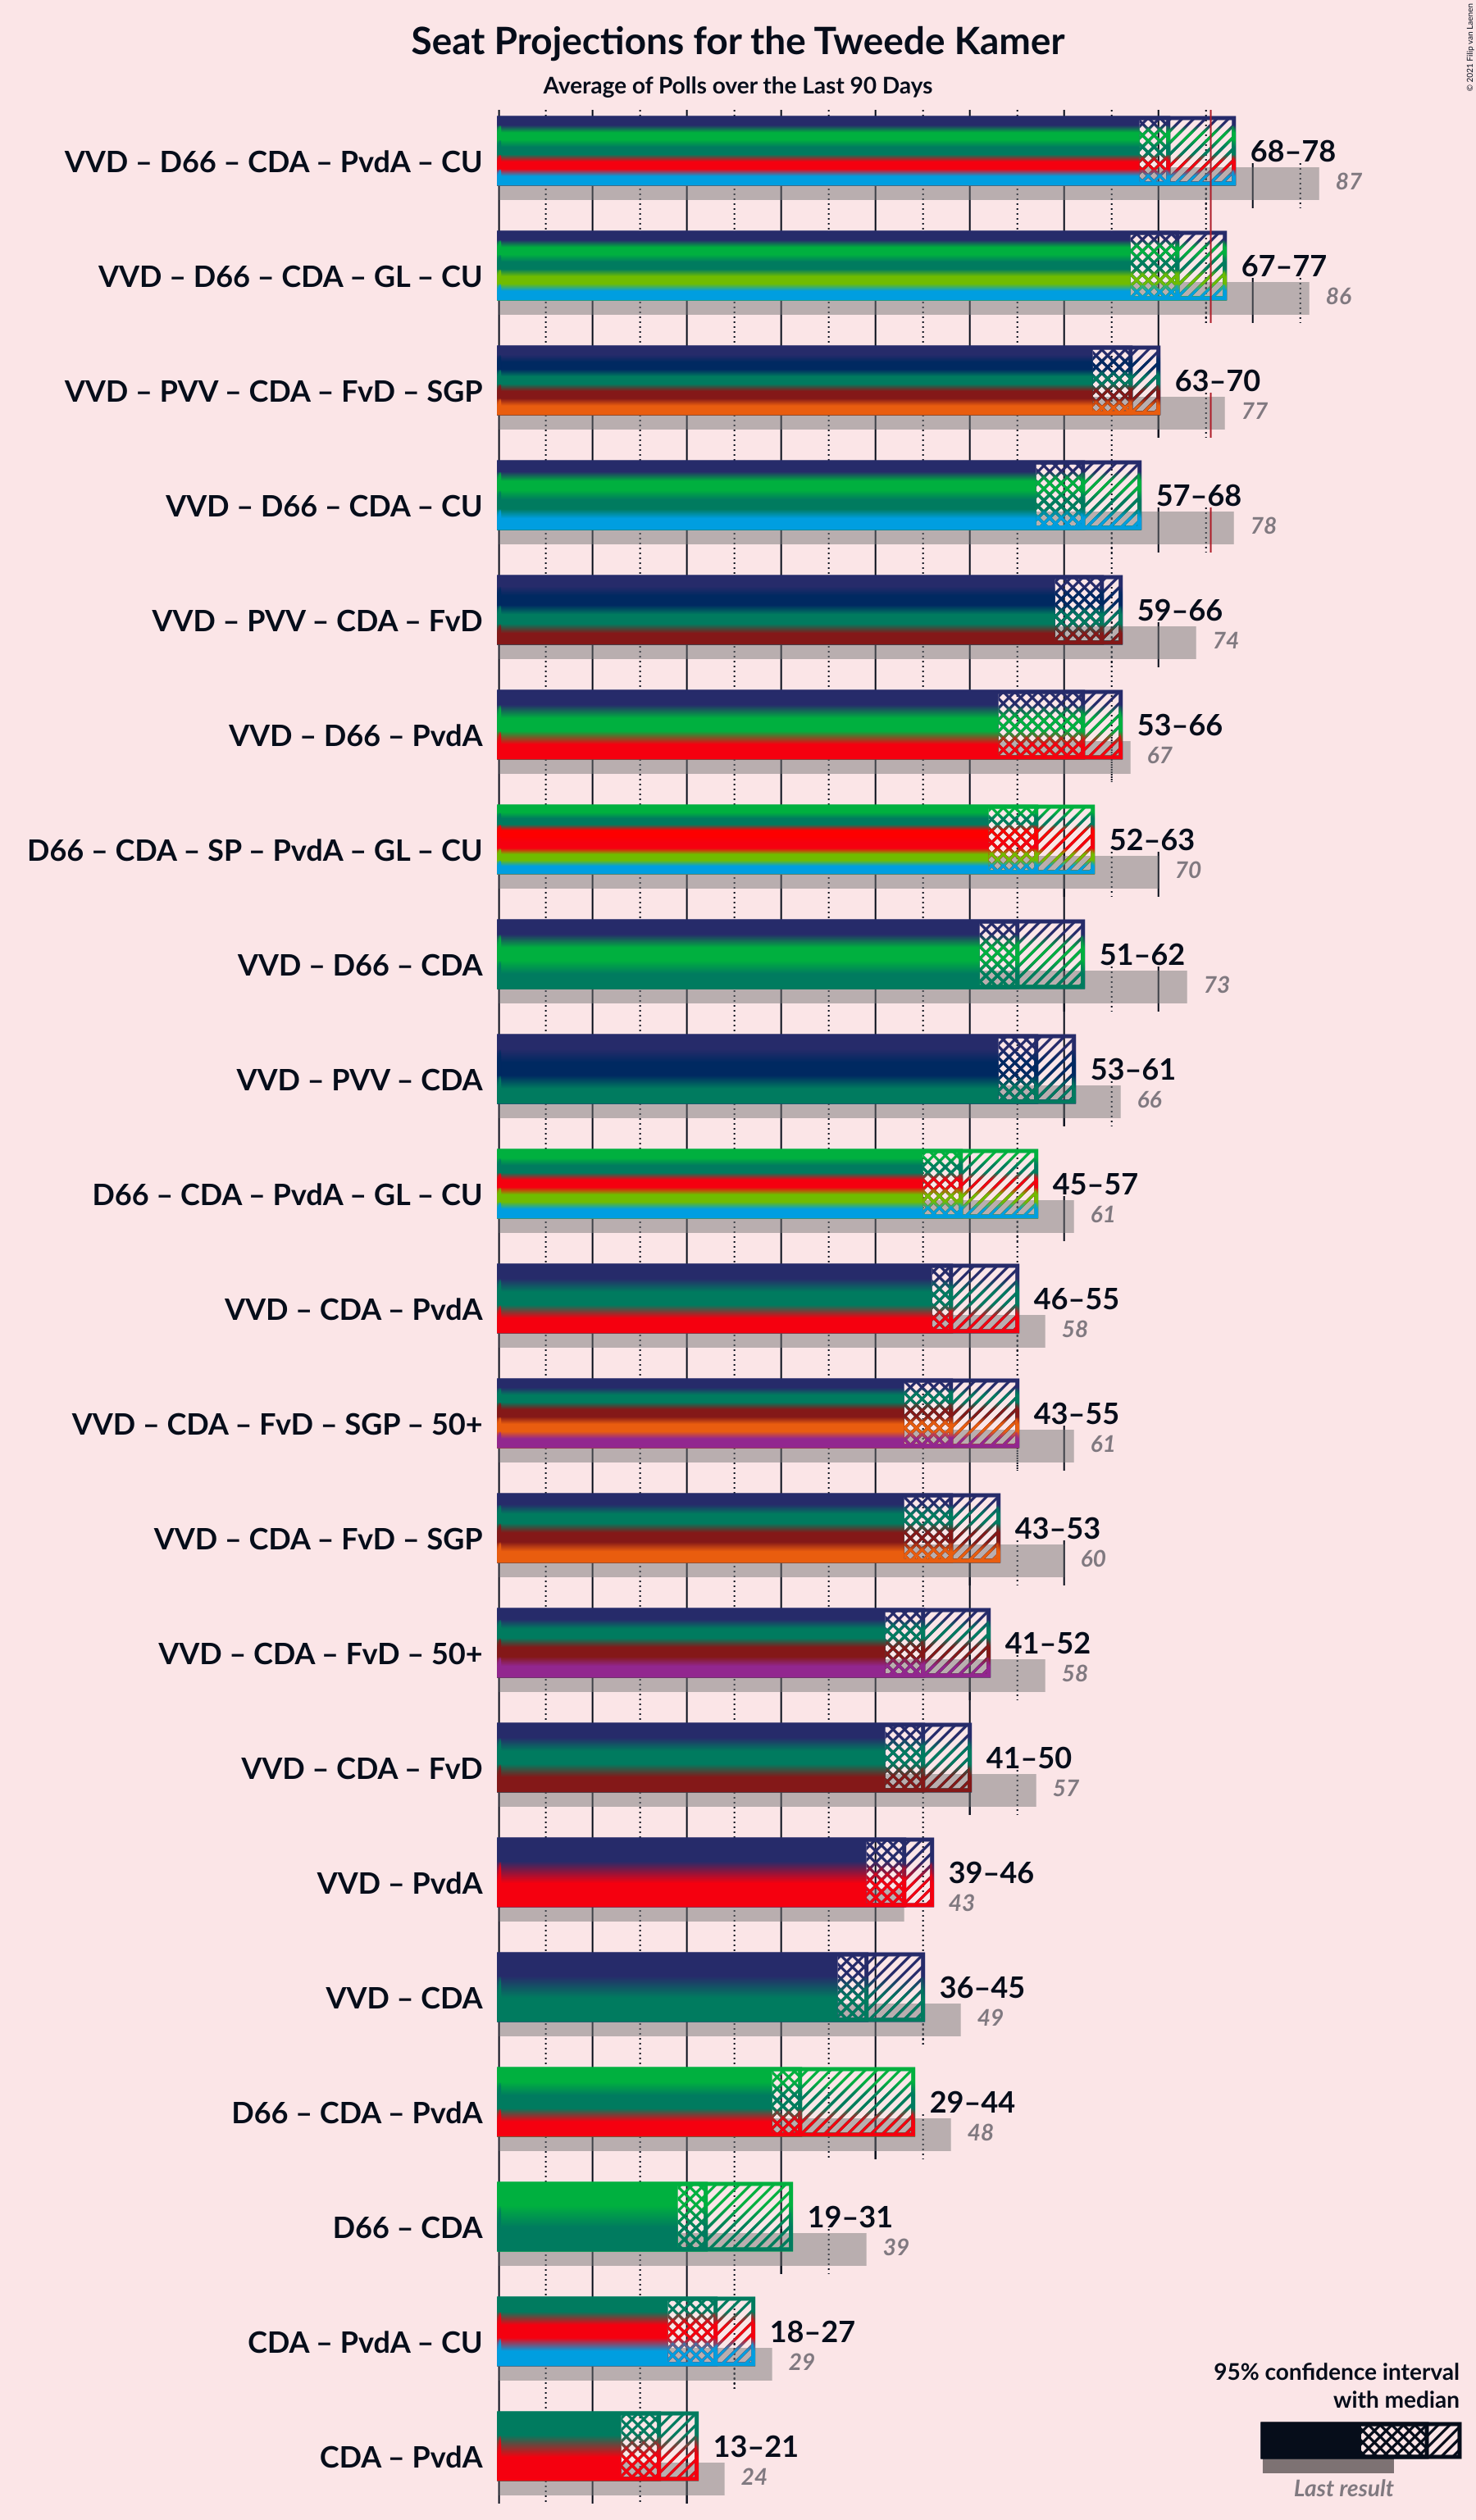 © 2021 Filip van Laenen
Seat Projections for the Tweede Kamer
Average of Polls over the Last 90 Days
VVD – D66 – CDA – PvdA – CU
68–78
87
VVD – D66 – CDA – GL – CU
67–77
86
VVD – PVV – CDA – FvD – SGP
63–70
77
VVD – D66 – CDA – CU
57–68
78
VVD – PVV – CDA – FvD
59–66
74
VVD – D66 – PvdA
53–66
67
D66 – CDA – SP – PvdA – GL – CU
52–63
70
VVD – D66 – CDA
51–62
73
VVD – PVV – CDA
53–61
66
D66 – CDA – PvdA – GL – CU
45–57
61
VVD – CDA – PvdA
46–55
58
VVD – CDA – FvD – SGP – 50+
43–55
61
VVD – CDA – FvD – SGP
43–53
60
VVD – CDA – FvD – 50+
41–52
58
VVD – CDA – FvD
41–50
57
VVD – PvdA
39–46
43
VVD – CDA
36–45
49
D66 – CDA – PvdA
29–44
48
D66 – CDA
19–31
39
CDA – PvdA – CU
18–27
29
CDA – PvdA
13–21
24
95% confidence interval
with median
Last result